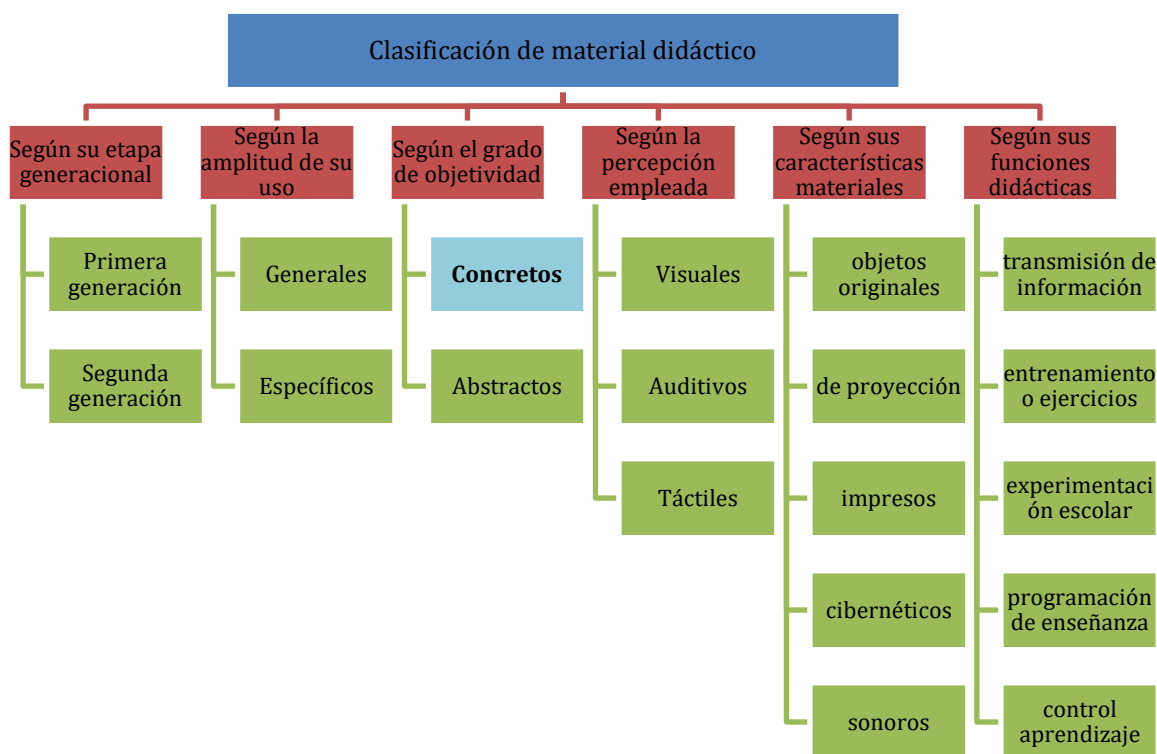 Clasificación de material didáctico
Según su etapa
generacional
Primera
generación
Segunda
generación
Según la
amplitud de su
uso
Generales
Específicos
Según el grado
de objetividad
Concretos
Abstractos
Según la
percepción
empleada
Visuales
Auditivos
Táctiles
Según sus
características
materiales
objetos
originales
de proyección
impresos
cibernéticos
sonoros
Según sus
funciones
didácticas
transmisión de
información
entrenamiento
o ejercicios
experimentaci
ón escolar
programación
de enseñanza
control
aprendizaje